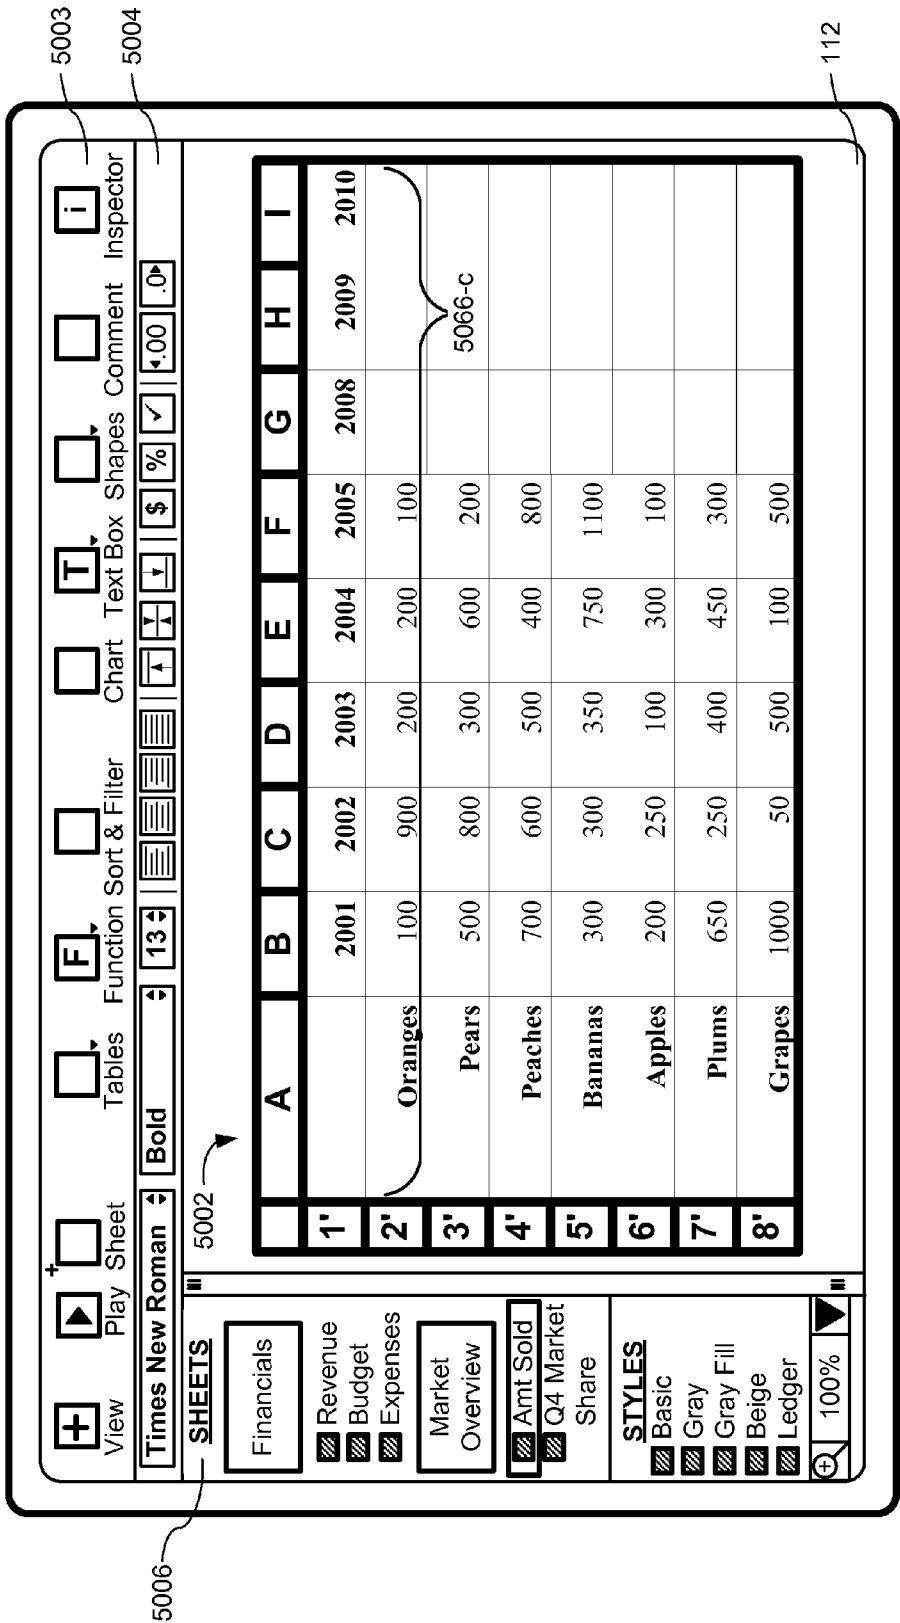 5003
5004
View Play Sheet Tables Function Sort & Filter Chart Text Box Shapes Comment Inspector
+ F T i
Times New Roman Bold 13 $ % .00 .0
5006
5002
SHEETS
Financials
Revenue
Budget
Expenses
Market
Overview
Amt Sold
Q4 Market
Share
STYLES
Basic
Gray
Gray Fill
Beige
Ledger
100%
A B C D E F G H I
1' 2001 2002 2003 2004 2005 2008 2009 2010
2' Oranges 100 900 200 200 100
5066-c
3' Pears 500 800 300 600 200
4' Peaches 700 600 500 400 800
5' Bananas 300 300 350 750 1100
6' Apples 200 250 100 300 100
7' Plums 650 250 400 450 300
8' Grapes 1000 50 500 100 500
112